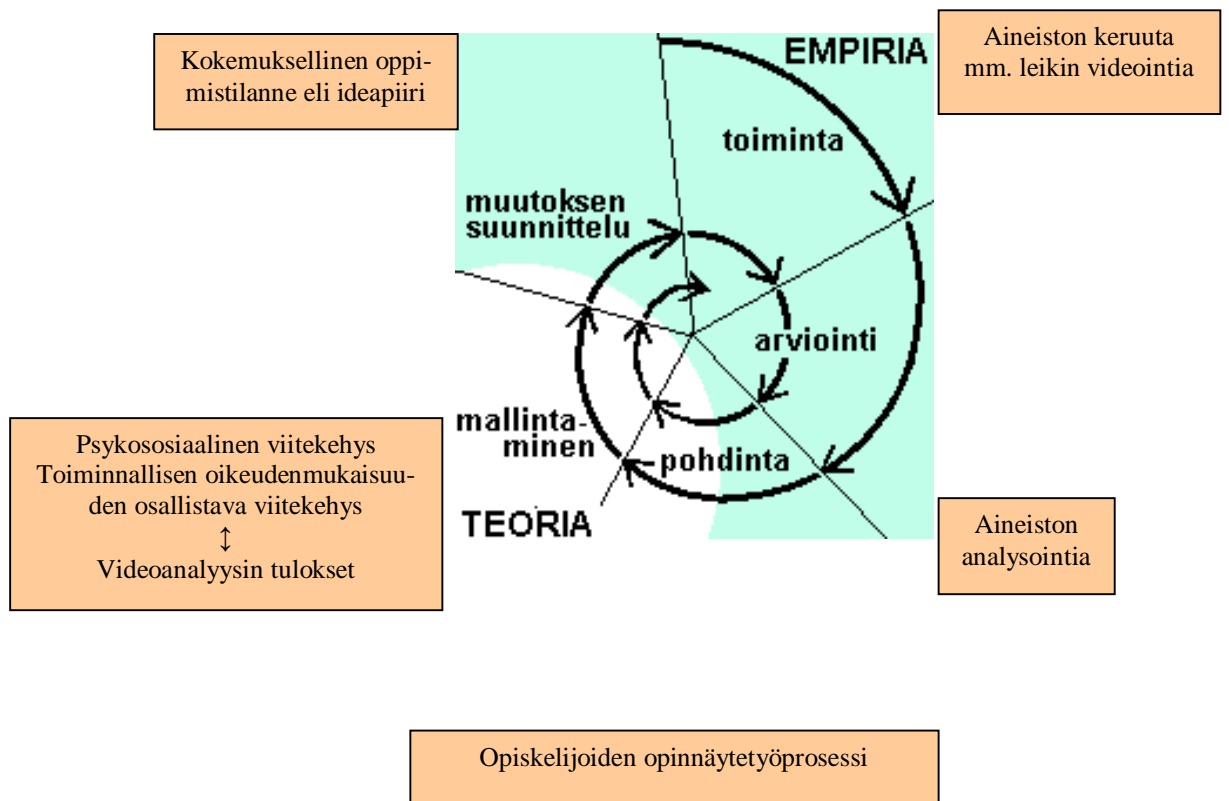 Kokemuksellinen oppi-
mistilanne eli ideapiiri
EMPIRIA
Aineiston keruuta
mm. leikin videointia
toiminta
muutoksen
suunnittelu
arviointi
mallinta-
minen
pohdinta
TEORIA
Psykososiaalinen viitekehys
Toiminnallisen oikeudenmukaisuu-
den osallistava viitekehys
↕
Videoanalyysin tulokset
Aineiston
analysointia
Opiskelijoiden opinnäytetyöprosessi